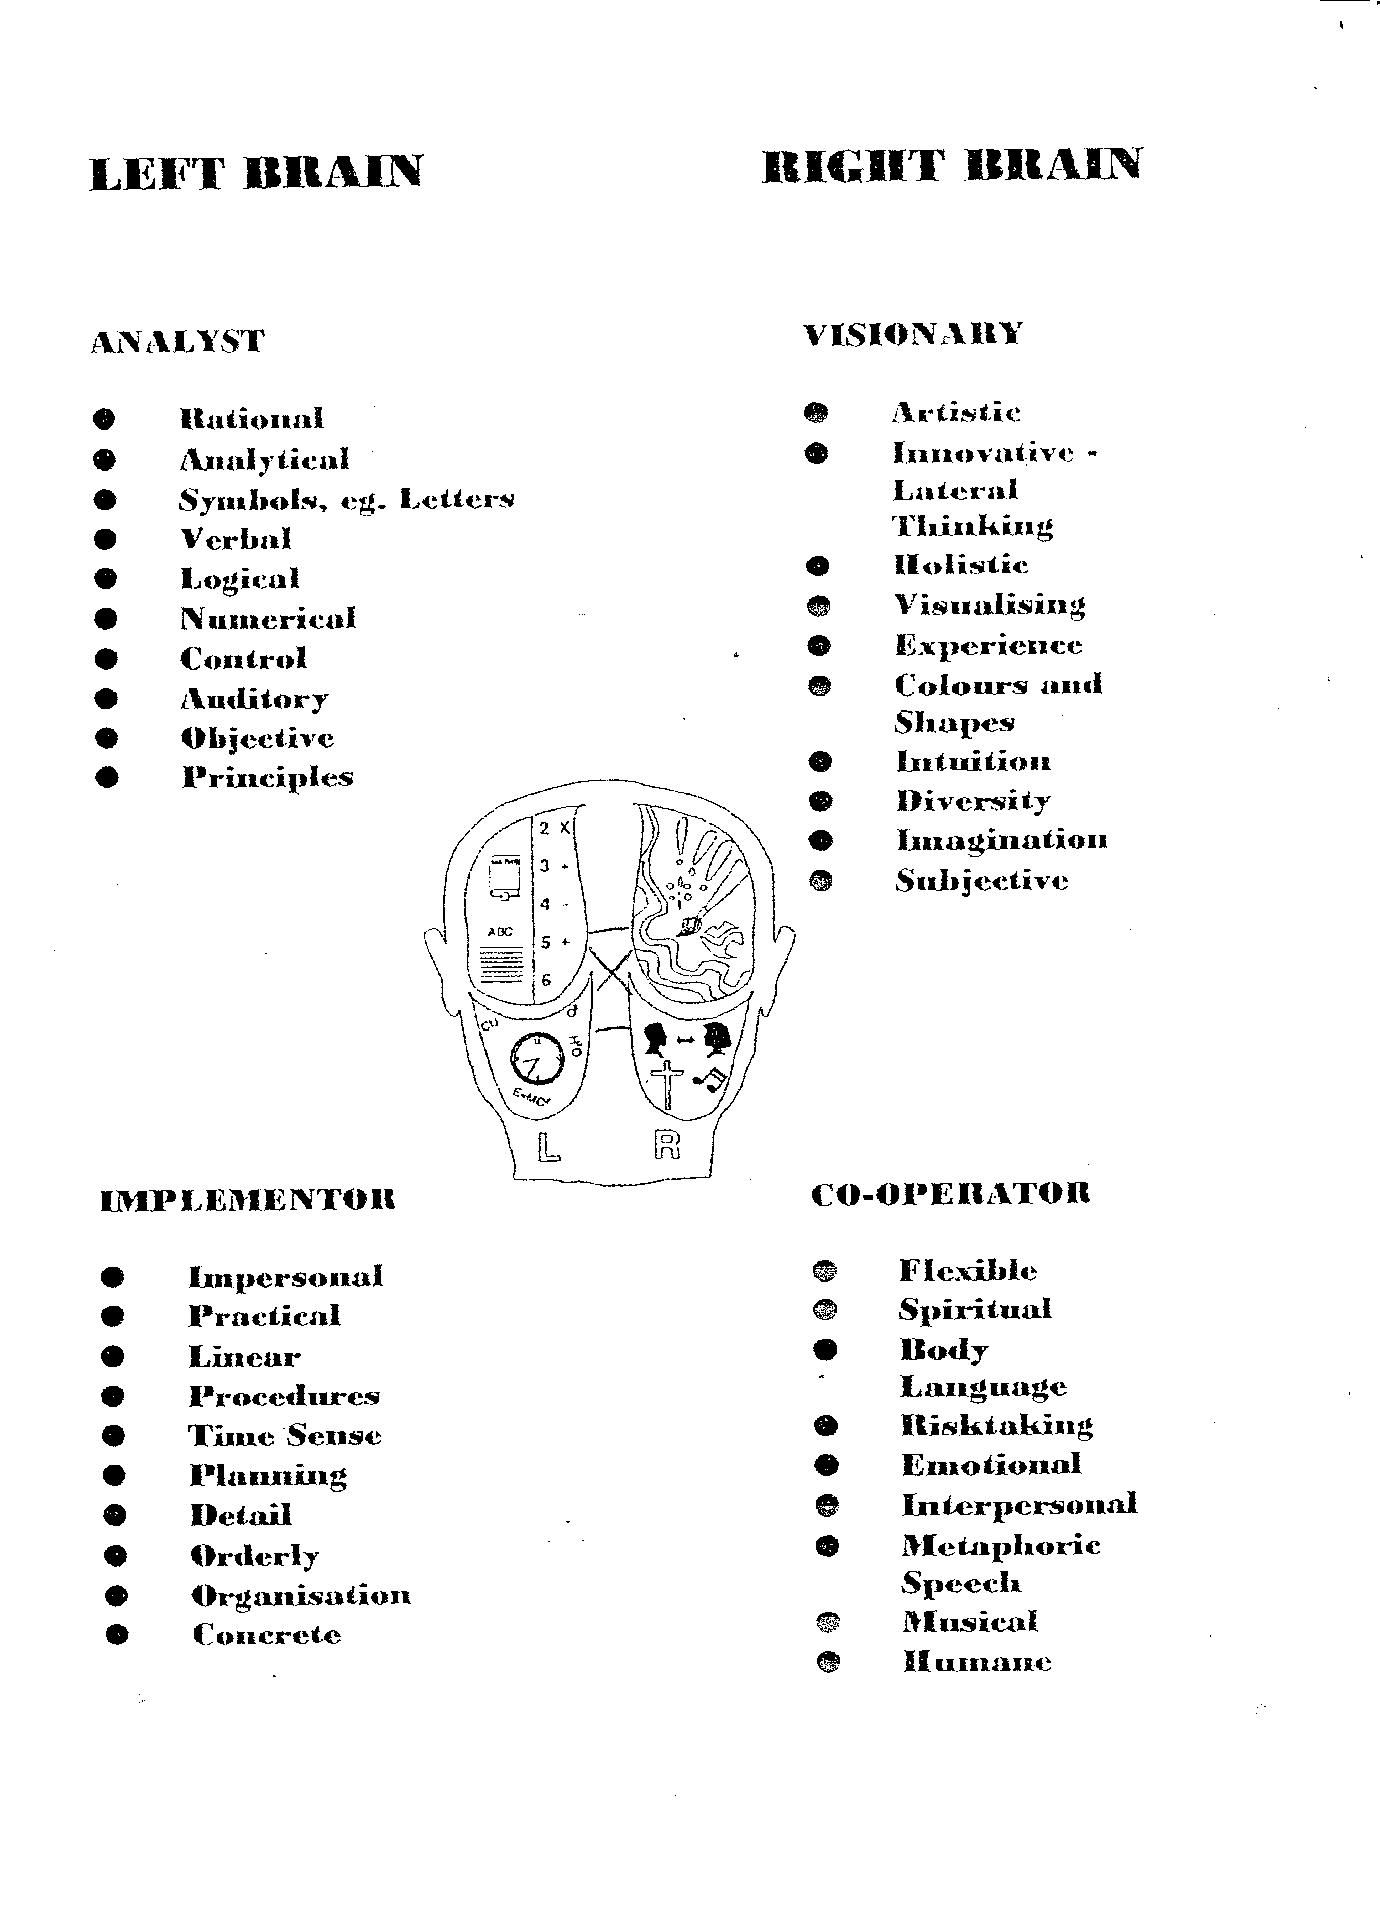 LEFT BRAIN
RIGHT BRAIN
ANALYST
Rational
Analytical
Symbols, eg. Letters
Verbal
Logical
Numerical
Control
Auditory
Objective
Principles
VISIONARY
Artistic
Innovative -
Lateral
Thinking
Holistic
Visualising
Experience
Colours and
Shapes
Intuition
Diversity
Imagination
Subjective
2 X
3 +
4 -
5 +
6
ABC
CU
H²O
E=MC²
L
R
IMPLEMENTOR
Impersonal
Practical
Linear
Procedures
Time Sense
Planning
Detail
Orderly
Organisation
Concrete
CO-OPERATOR
Flexible
Spiritual
Body
Language
Risktaking
Emotional
Interpersonal
Metaphoric
Speech
Musical
Humane